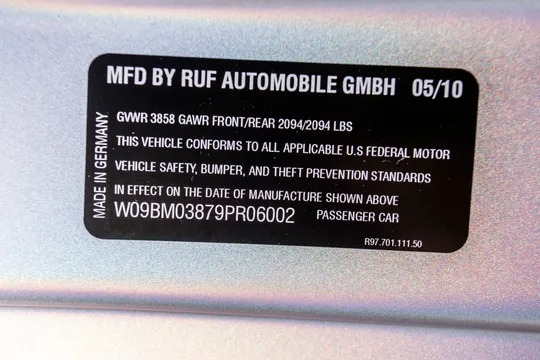 MFD BY RUF AUTOMOBILE GMBH 05/10
GVWR 3858 GAWR FRONT/REAR 2094/2094 LBS
THIS VEHICLE CONFORMS TO ALL APPLICABLE U.S FEDERAL MOTOR
VEHICLE SAFETY, BUMPER, AND THEFT PREVENTION STANDARDS
IN EFFECT ON THE DATE OF MANUFACTURE SHOWN ABOVE
W09BM03879PR06002 PASSENGER CAR
R97.701.111.50
MADE IN GERMANY